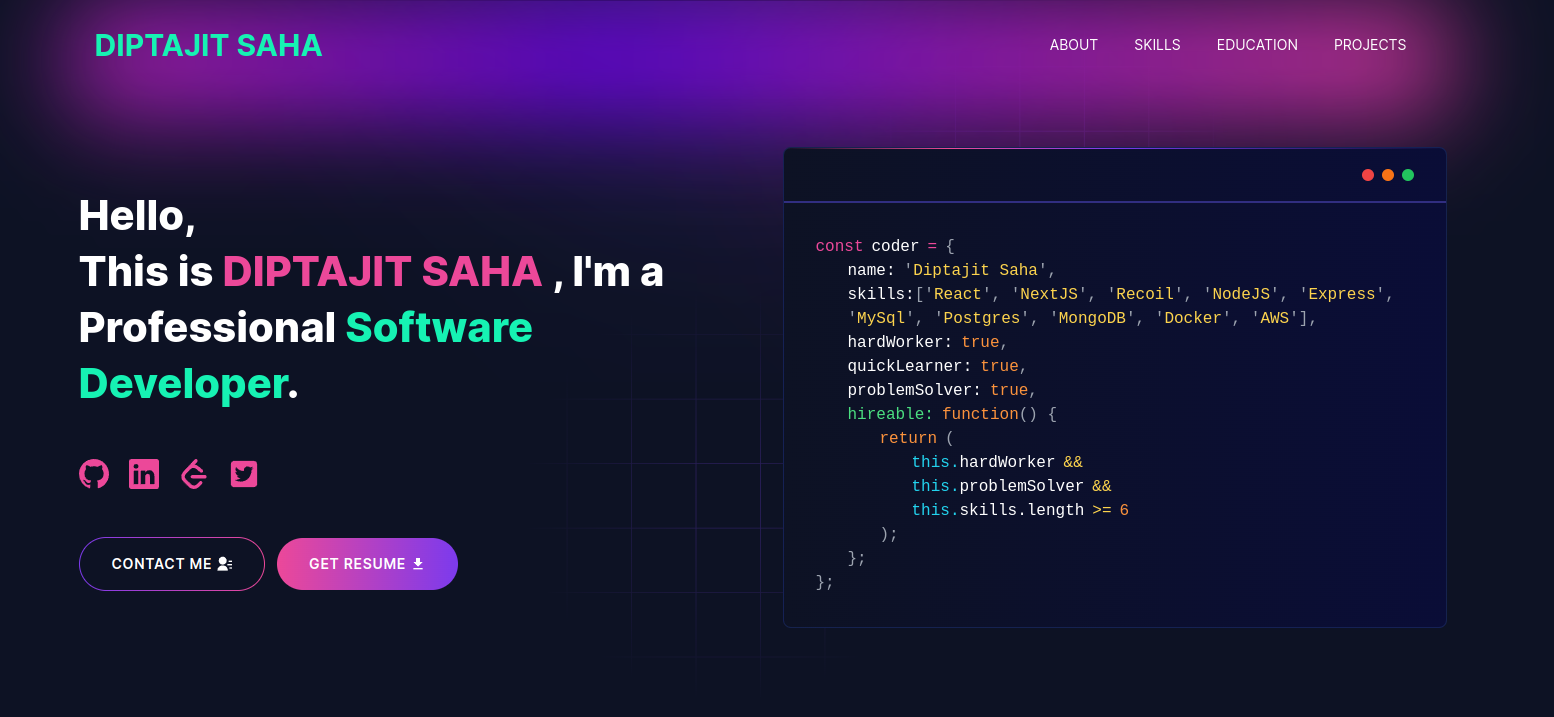 DIPTAJIT SAHA
ABOUT SKILLS EDUCATION PROJECTS
Hello,
This is DIPTAJIT SAHA , I'm a
Professional Software
Developer.
CONTACT ME
GET RESUME
const coder = {
name: 'Diptajit Saha',
skills:['React', 'NextJS', 'Recoil', 'NodeJS', 'Express',
'MySql', 'Postgres', 'MongoDB', 'Docker', 'AWS'],
hardWorker: true,
quickLearner: true,
problemSolver: true,
hireable: function() {
return (
this.hardWorker &&
this.problemSolver &&
this.skills.length >= 6
);
};
};